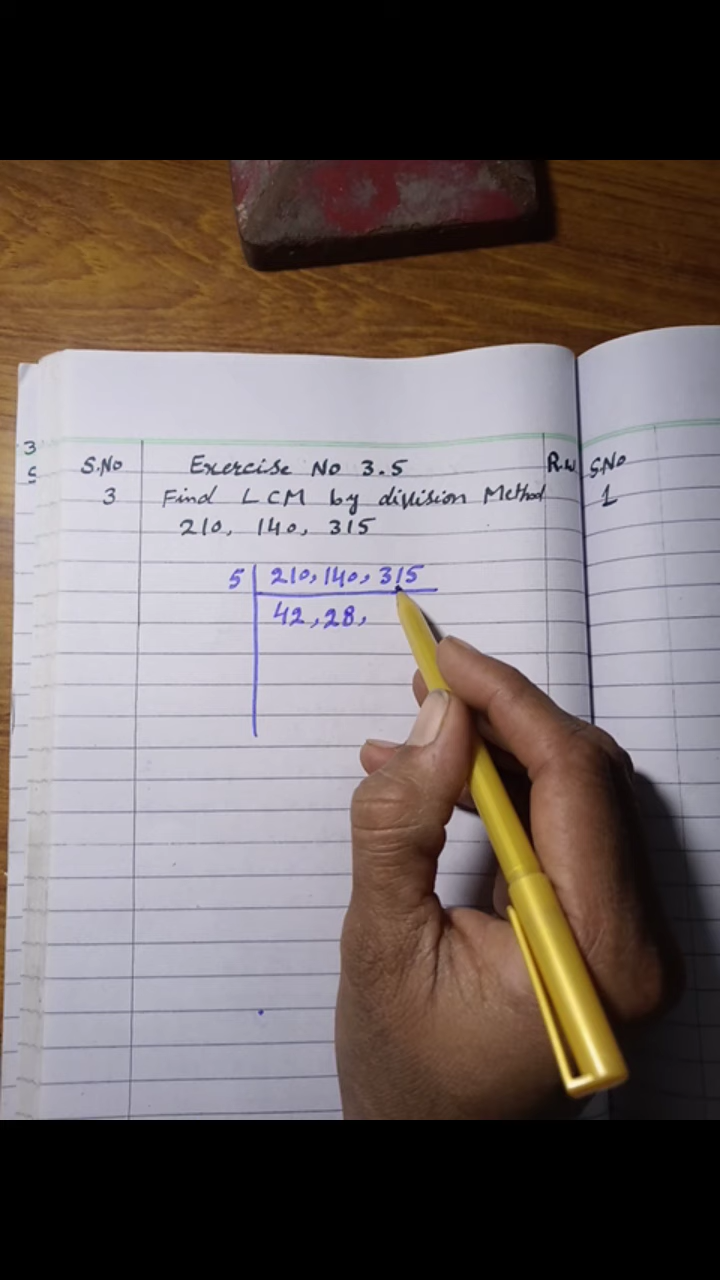 3
S
S.No Exercise No 3.5 R.W S.No
3 Find LCM by division Method 1
210, 140, 315
5 210, 140, 315
42, 28,